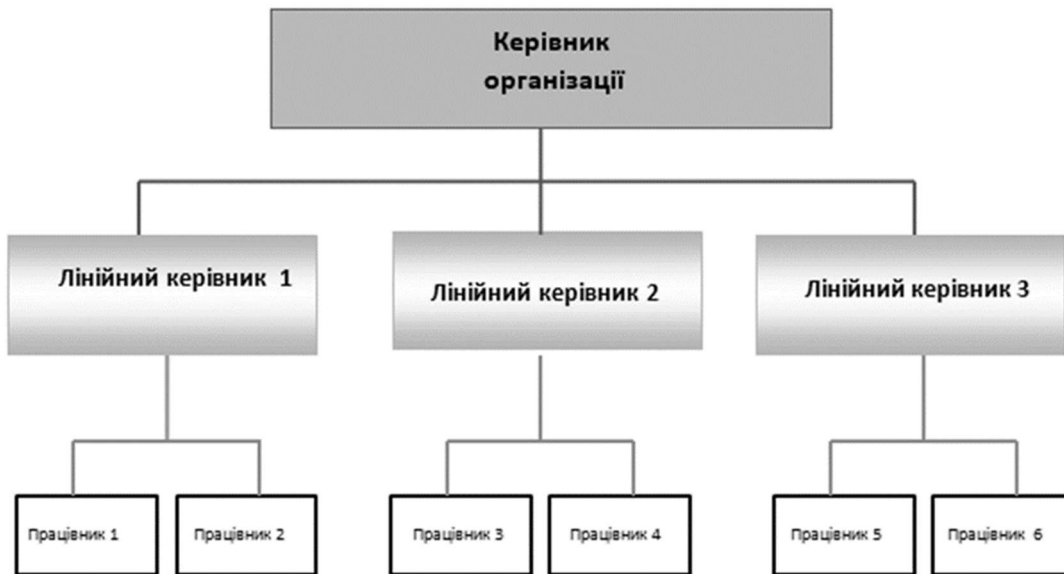 Керівник
організації
Лінійний керівник 1
Лінійний керівник 2
Лінійний керівник 3
Працівник 1
Працівник 2
Працівник 3
Працівник 4
Працівник 5
Працівник 6